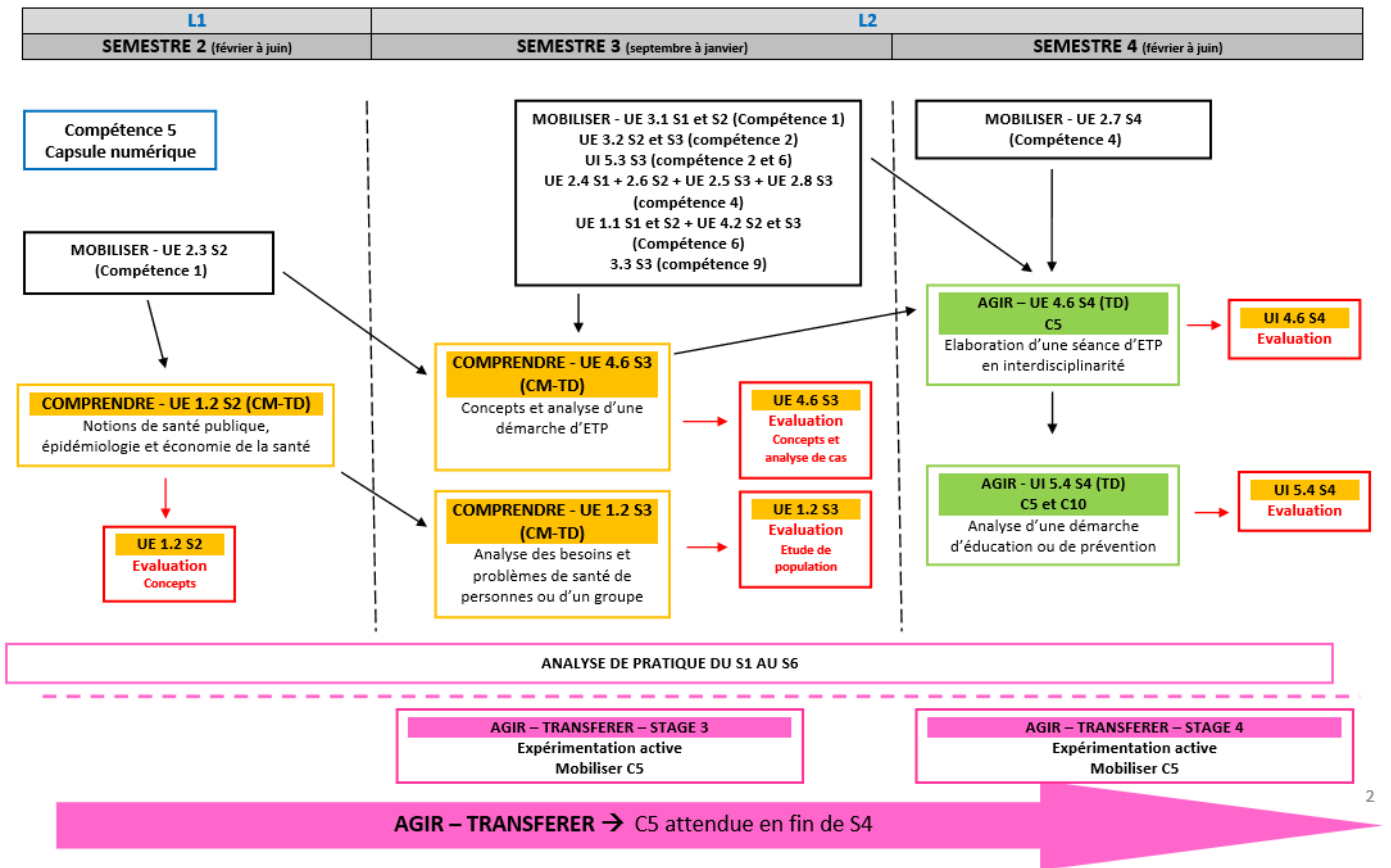 L1
L2
SEMESTRE 2 (février à juin)
SEMESTRE 3 (septembre à janvier)
SEMESTRE 4 (février à juin)
Compétence 5
Capsule numérique
MOBILISER - UE 2.3 S2
(Compétence 1)
COMPRENDRE - UE 1.2 S2 (CM-TD)
Notions de santé publique,
épidémiologie et économie de la santé
UE 1.2 S2
Evaluation
Concepts
MOBILISER - UE 3.1 S1 et S2 (Compétence 1)
UE 3.2 S2 et S3 (compétence 2)
UI 5.3 S3 (compétence 2 et 6)
UE 2.4 S1 + 2.6 S2 + UE 2.5 S3 + UE 2.8 S3
(compétence 4)
UE 1.1 S1 et S2 + UE 4.2 S2 et S3
(Compétence 6)
3.3 S3 (compétence 9)
COMPRENDRE - UE 4.6 S3
(CM-TD)
Concepts et analyse d'une
démarche d'ETP
UE 4.6 S3
Evaluation
Concepts et
analyse de cas
COMPRENDRE - UE 1.2 S3
(CM-TD)
Analyse des besoins et
problèmes de santé de
personnes ou d'un groupe
UE 1.2 S3
Evaluation
Etude de
population
MOBILISER - UE 2.7 S4
(Compétence 4)
AGIR – UE 4.6 S4 (TD)
C5
Elaboration d'une séance d'ETP
en interdisciplinarité
UI 4.6 S4
Evaluation
AGIR - UI 5.4 S4 (TD)
C5 et C10
Analyse d'une démarche
d'éducation ou de prévention
UI 5.4 S4
Evaluation
ANALYSE DE PRATIQUE DU S1 AU S6
AGIR – TRANSFERER – STAGE 3
Expérimentation active
Mobiliser C5
AGIR – TRANSFERER – STAGE 4
Expérimentation active
Mobiliser C5
2
AGIR – TRANSFERER → C5 attendue en fin de S4